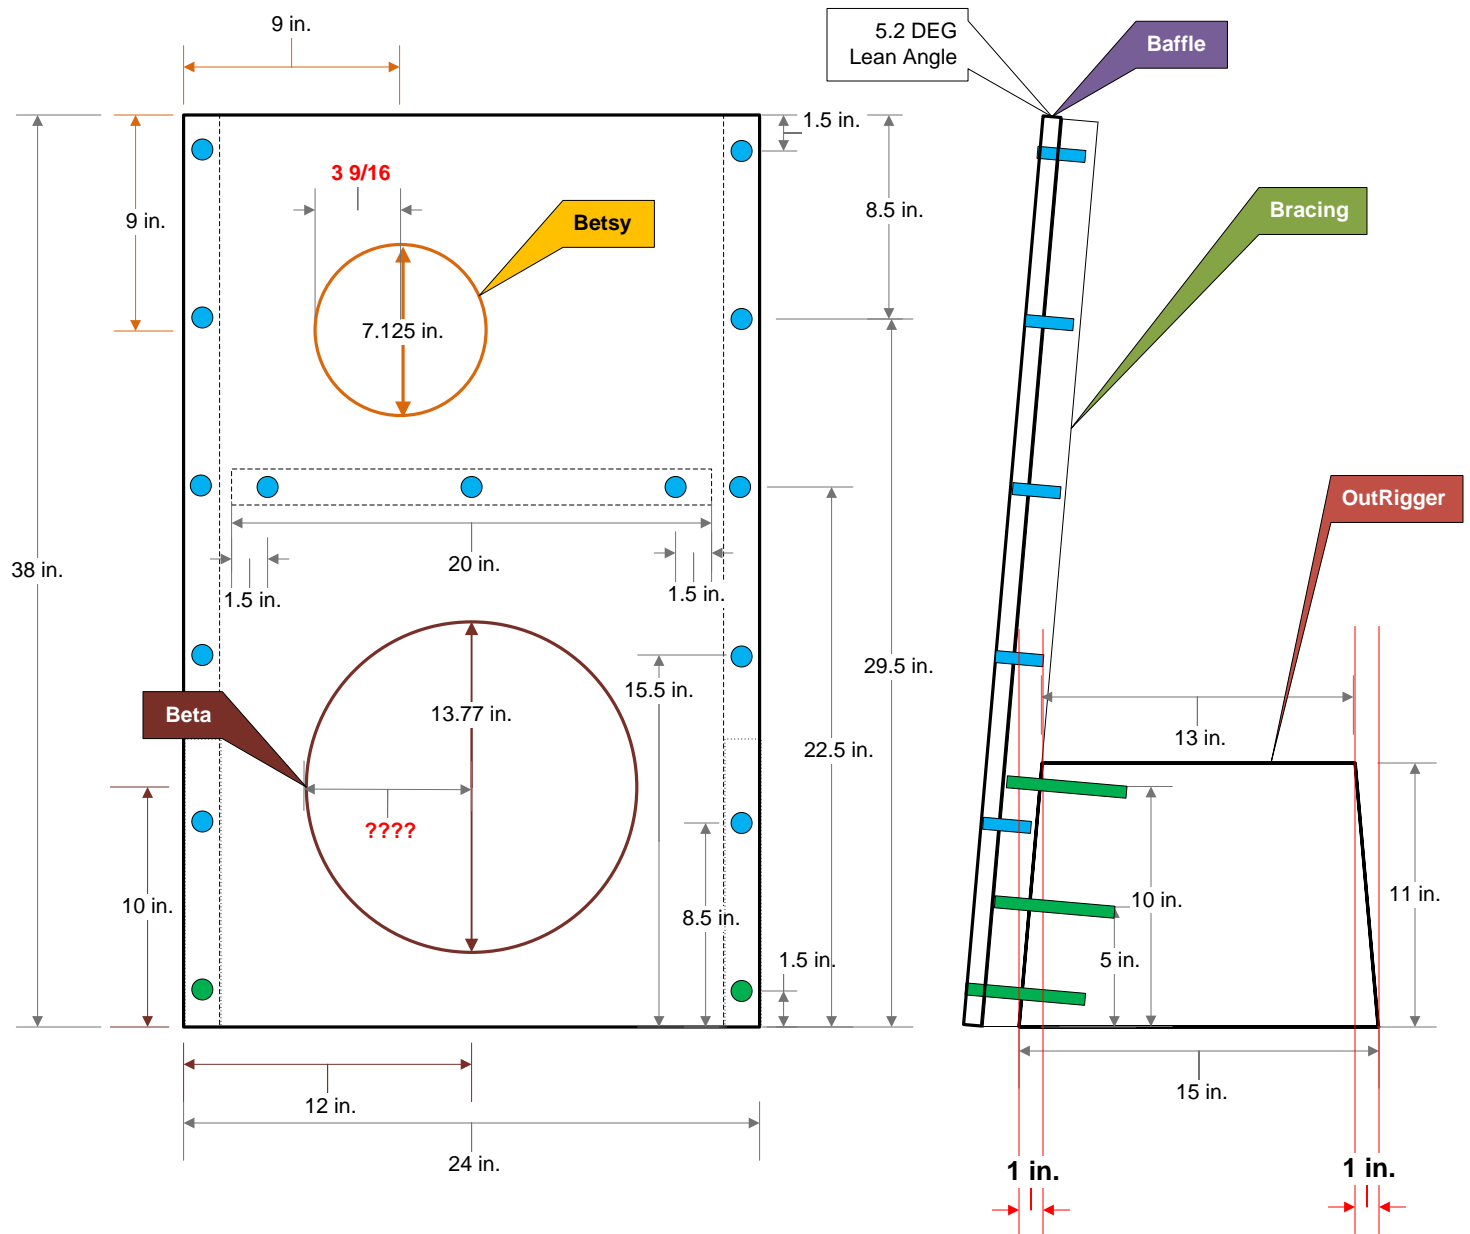 9 in.
5.2 DEG
Lean Angle
Baffle
1.5 in.
3 9/16
9 in.
Betsy
8.5 in.
Bracing
7.125 in.
OutRigger
38 in.
20 in.
1.5 in.
1.5 in.
29.5 in.
15.5 in.
Beta
13.77 in.
13 in.
22.5 in.
????
10 in.
8.5 in.
10 in.
11 in.
1.5 in.
5 in.
12 in.
15 in.
24 in.
1 in.
1 in.